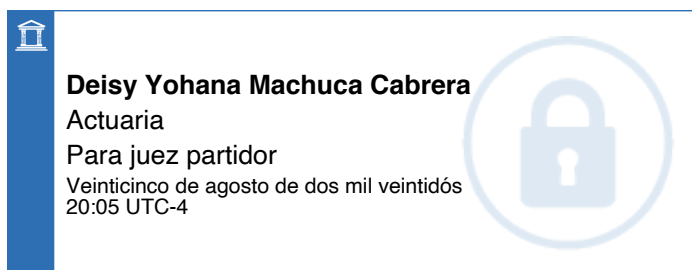 Deisy Yohana Machuca Cabrera
Actuaria
Para juez partidor
Veinticinco de agosto de dos mil veintidós
20:05 UTC-4